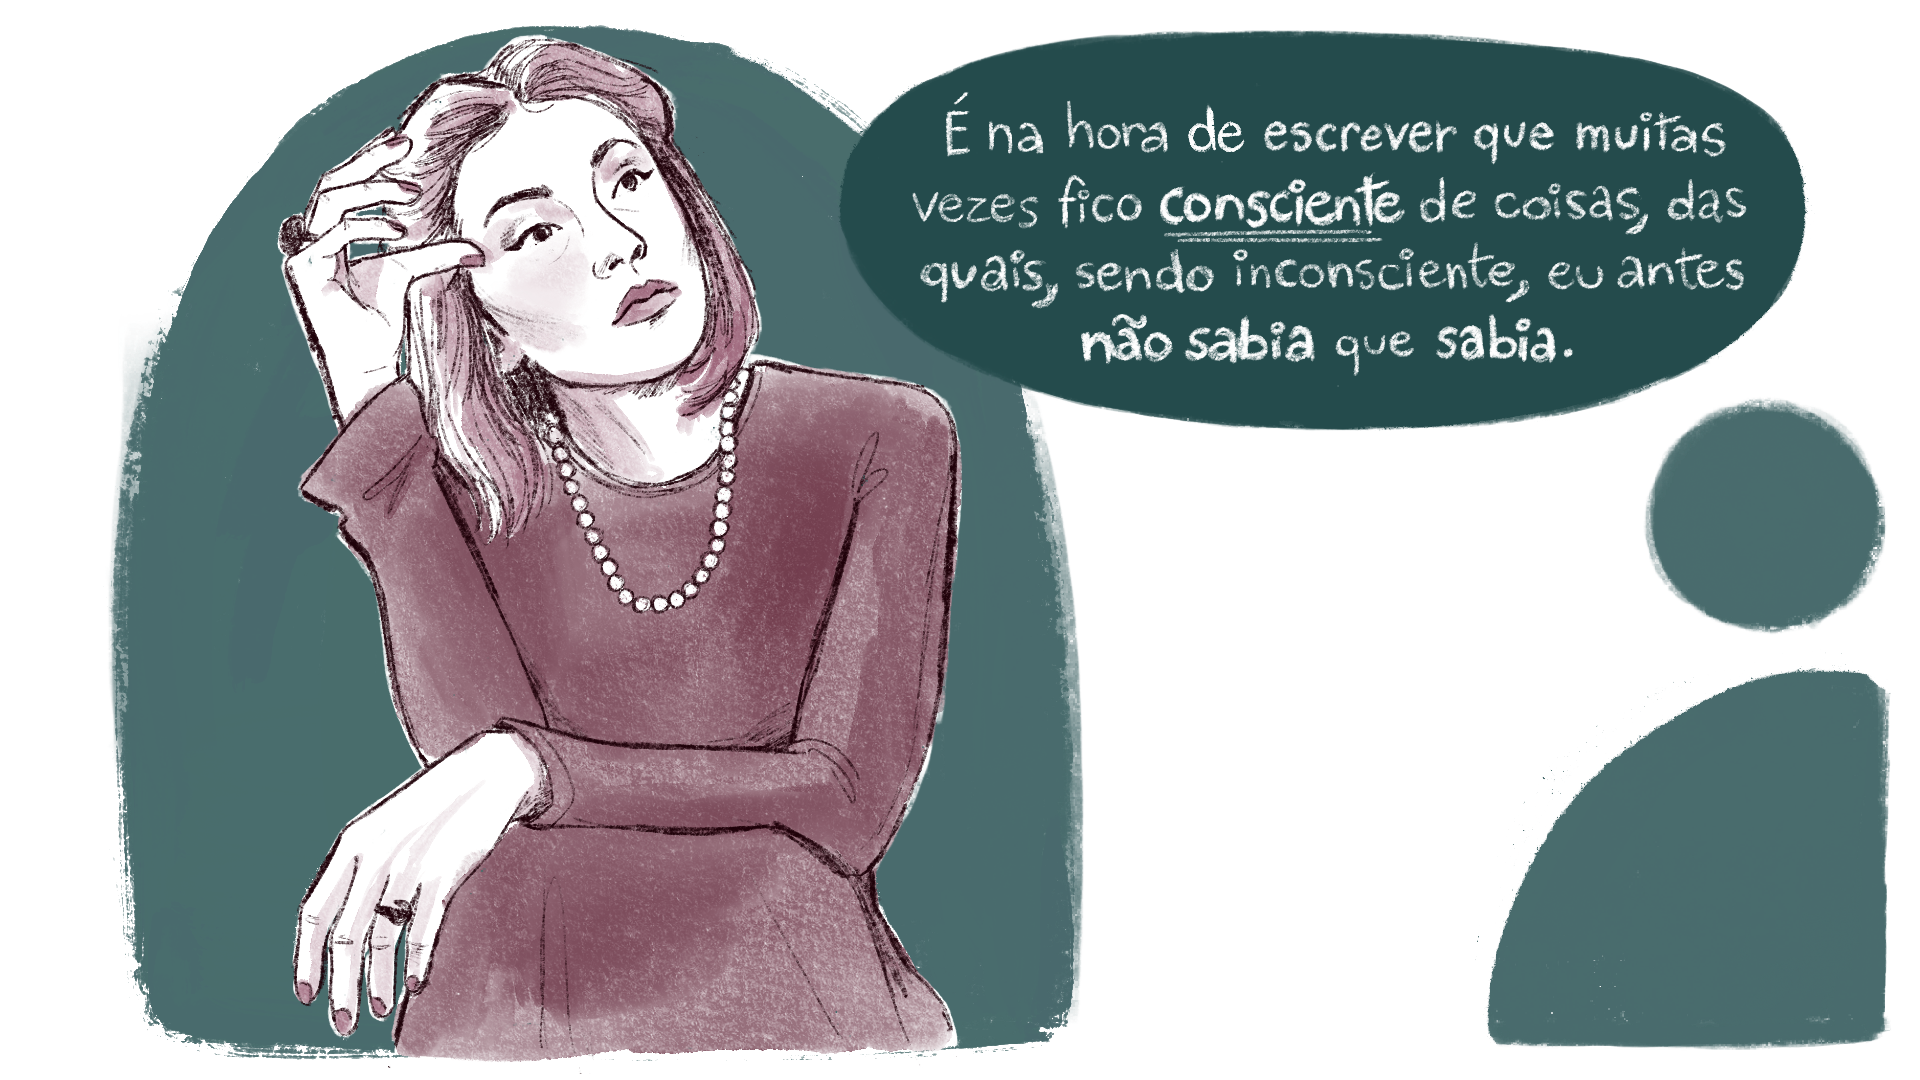 É na hora de escrever que muitas
vezes fico consciente de coisas, das
quais, sendo inconsciente, eu antes
não sabia que sabia.